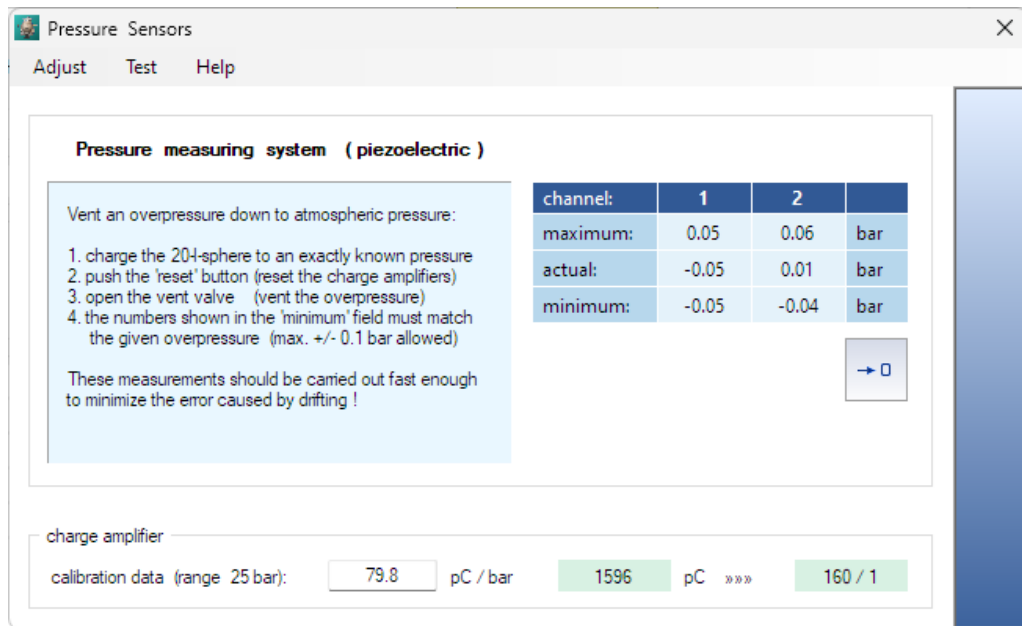 Pressure Sensors
Adjust Test Help
Pressure measuring system ( piezoelectric )
Vent an overpressure down to atmospheric pressure:
1. charge the 20-l-sphere to an exactly known pressure
2. push the 'reset' button (reset the charge amplifiers)
3. open the vent valve (vent the overpressure)
4. the numbers shown in the 'minimum' field must match
the given overpressure (max. +/- 0.1 bar allowed)
These measurements should be carried out fast enough
to minimize the error caused by drifting !
channel: 1 2
maximum: 0.05 0.06 bar
actual: -0.05 0.01 bar
minimum: -0.05 -0.04 bar
→ 0
charge amplifier
calibration data (range 25 bar): 79.8 pC / bar 1596 pC »»» 160 / 1